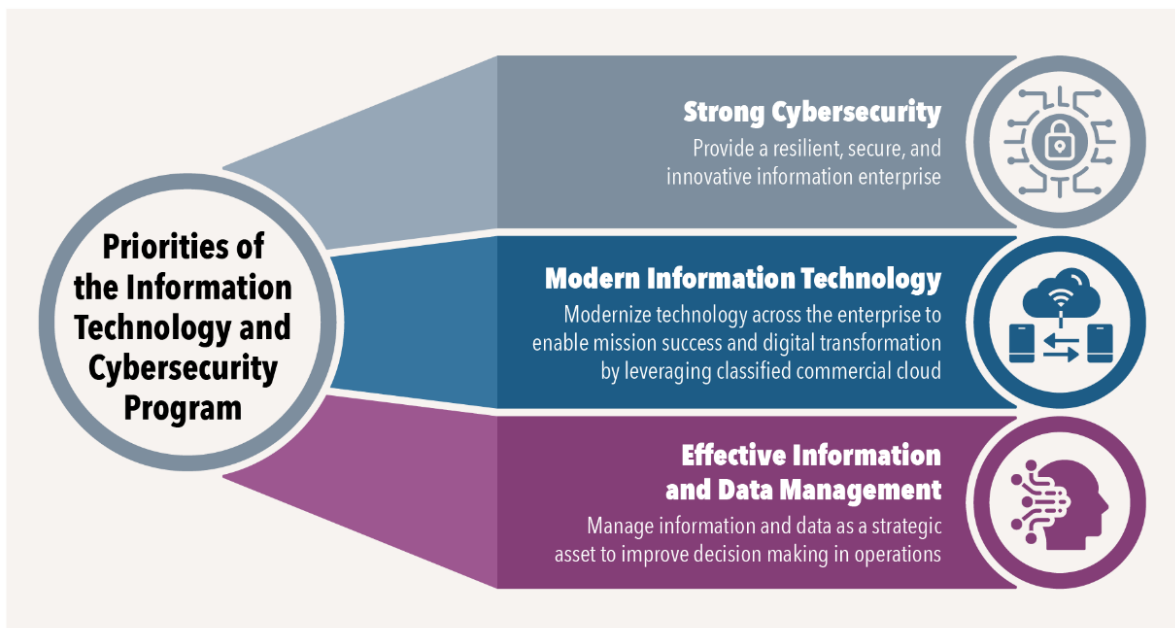 Priorities of
the Information
Technology and
Cybersecurity
Program
Strong Cybersecurity
Provide a resilient, secure, and
innovative information enterprise
Modern Information Technology
Modernize technology across the enterprise to
enable mission success and digital transformation
by leveraging classified commercial cloud
Effective Information
and Data Management
Manage information and data as a strategic
asset to improve decision making in operations